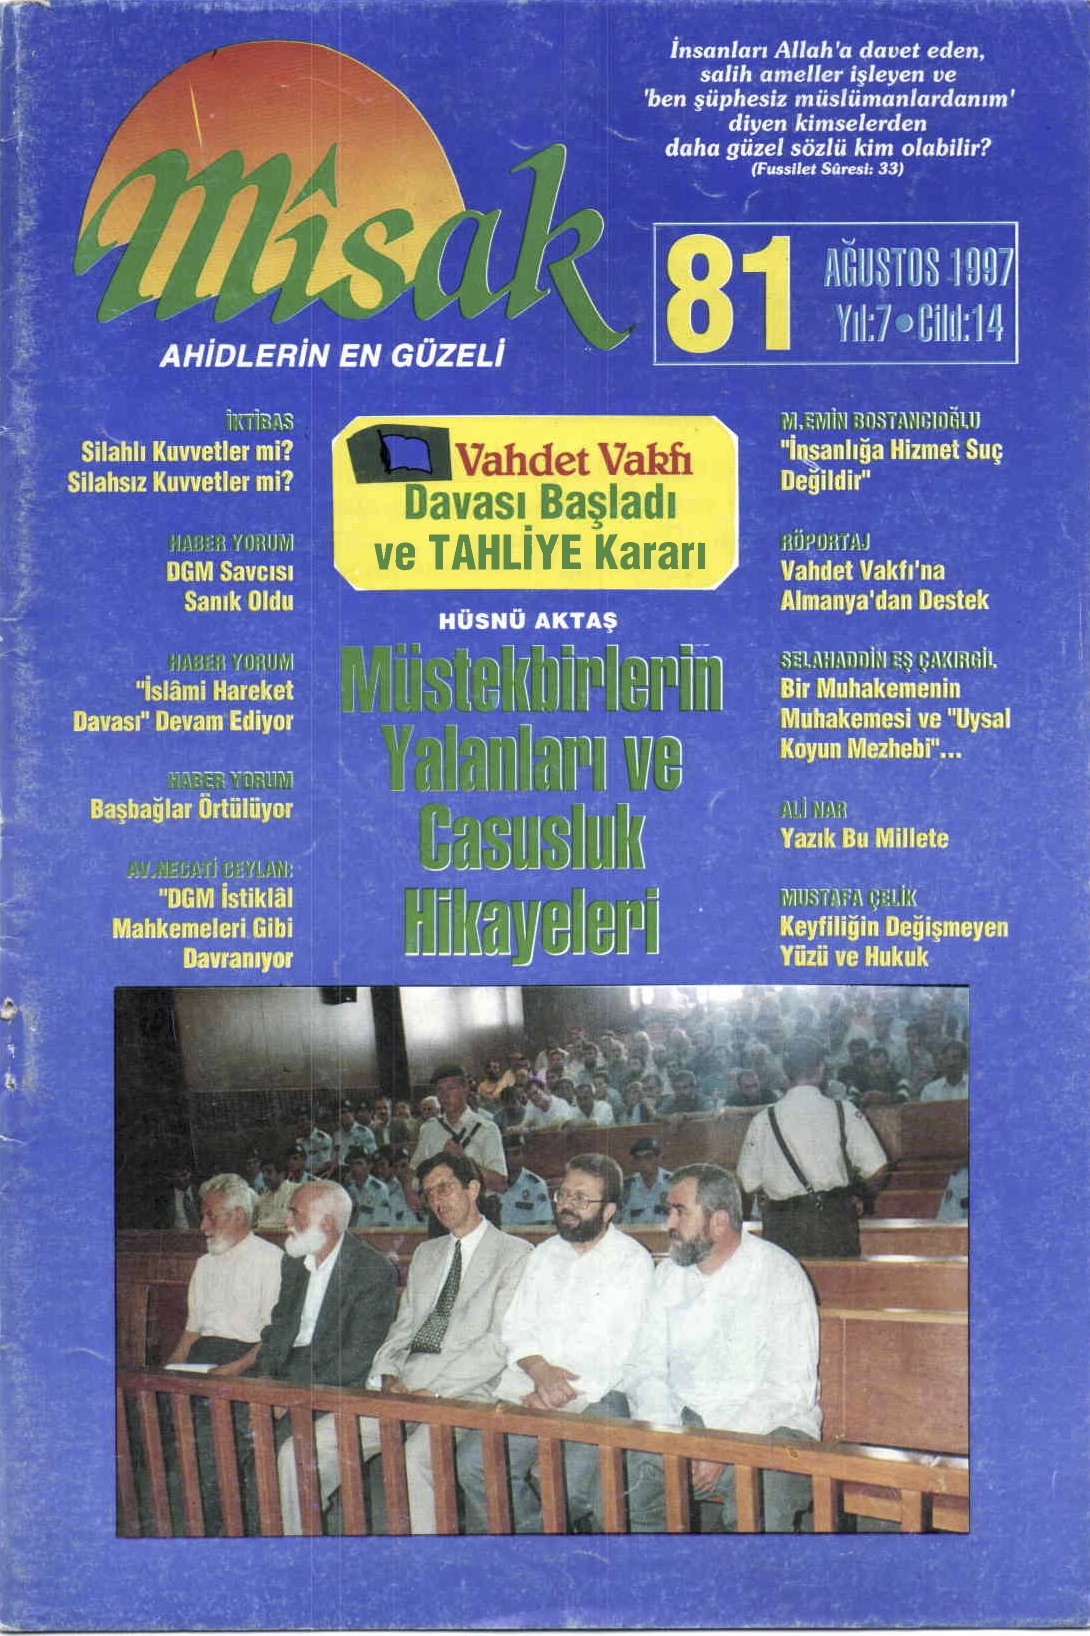 İnsanları Allah'a davet eden,
salih ameller işleyen ve
'ben şüphesiz müslümanlardanım'
diyen kimselerden
daha güzel sözlü kim olabilir?
(Fussilet Sûresi: 33)
Mîsak
AHİDLERİN EN GÜZELİ
81
AĞUSTOS 1997
Yıl:7 • Cild:14
İKTİBAS
Silahlı Kuvvetler mi?
Silahsız Kuvvetler mi?
HABER YORUM
DGM Savcısı
Sanık Oldu
HABER YORUM
"İslâmi Hareket
Davası" Devam Ediyor
HABER YORUM
Başbağlar Örtülüyor
AV.NECATİ CEYLAN:
"DGM İstiklâl
Mahkemeleri Gibi
Davranıyor
Vahdet Vakfı
Davası Başladı
ve TAHLİYE Kararı
HÜSNÜ AKTAŞ
Müstekbirlerin
Yalanları ve
Casusluk
Hikayeleri
M.EMİN BOSTANCIOĞLU
"İnsanlığa Hizmet Suç
Değildir"
RÖPORTAJ
Vahdet Vakfı'na
Almanya'dan Destek
SELAHADDİN EŞ ÇAKIRGİL
Bir Muhakemenin
Muhakemesi ve "Uysal
Koyun Mezhebi"...
ALİ NAR
Yazık Bu Millete
MUSTAFA ÇELİK
Keyfiliğin Değişmeyen
Yüzü ve Hukuk